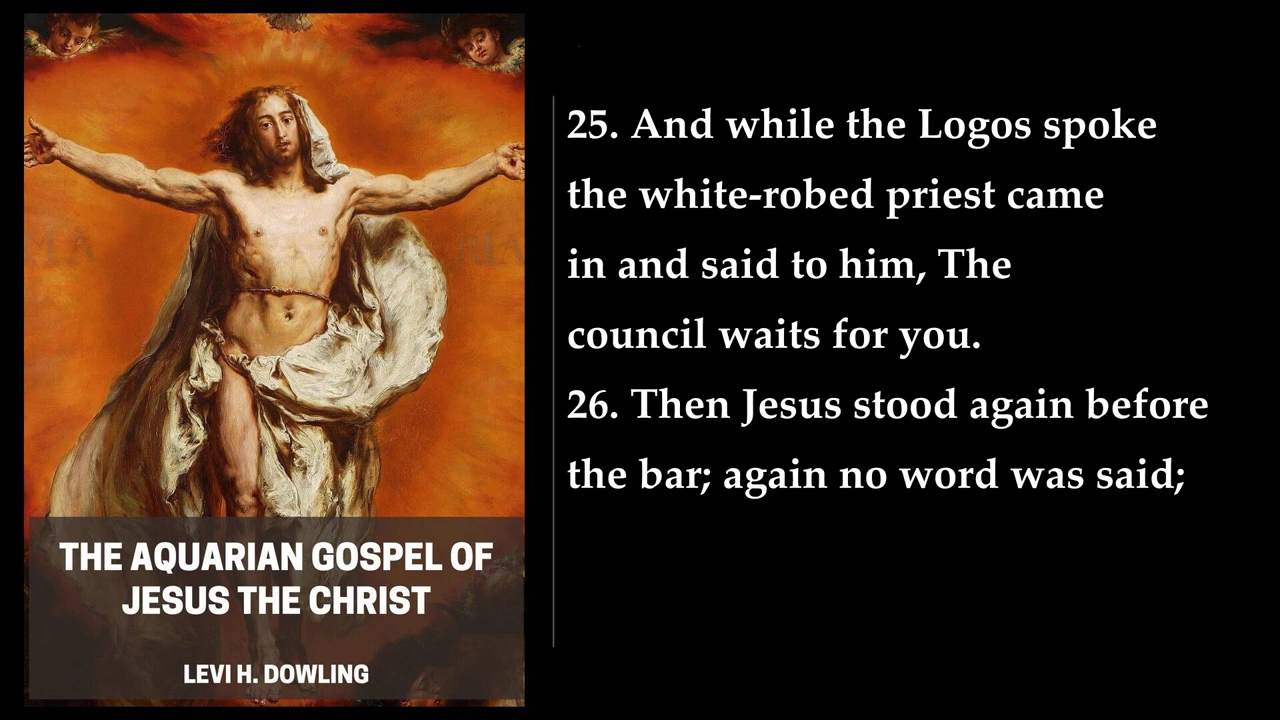 THE AQUARIAN GOSPEL OF
JESUS THE CHRIST
LEVI H. DOWLING
25. And while the Logos spoke
the white-robed priest came
in and said to him, The
council waits for you.
26. Then Jesus stood again before
the bar; again no word was said;